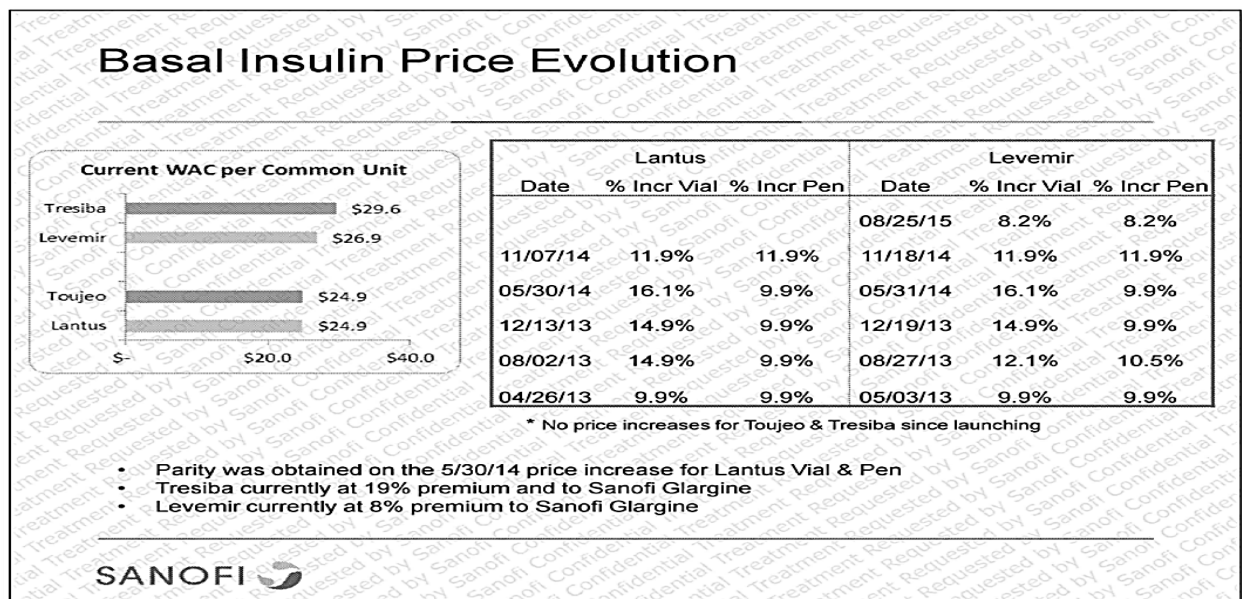 Basal Insulin Price Evolution
Current WAC per Common Unit
Tresiba $29.6
Levemir $26.9
Toujeo $24.9
Lantus $24.9
$- $20.0 $40.0
Lantus Levemir
Date % Incr Vial % Incr Pen Date % Incr Vial % Incr Pen
08/25/15 8.2% 8.2%
11/07/14 11.9% 11.9% 11/18/14 11.9% 11.9%
05/30/14 16.1% 9.9% 05/31/14 16.1% 9.9%
12/13/13 14.9% 9.9% 12/19/13 14.9% 9.9%
08/02/13 14.9% 9.9% 08/27/13 12.1% 10.5%
04/26/13 9.9% 9.9% 05/03/13 9.9% 9.9%
* No price increases for Toujeo & Tresiba since launching
• Parity was obtained on the 5/30/14 price increase for Lantus Vial & Pen
• Tresiba currently at 19% premium and to Sanofi Glargine
• Levemir currently at 8% premium to Sanofi Glargine
SANOFI
Confidential Treatment Requested by Sanofi